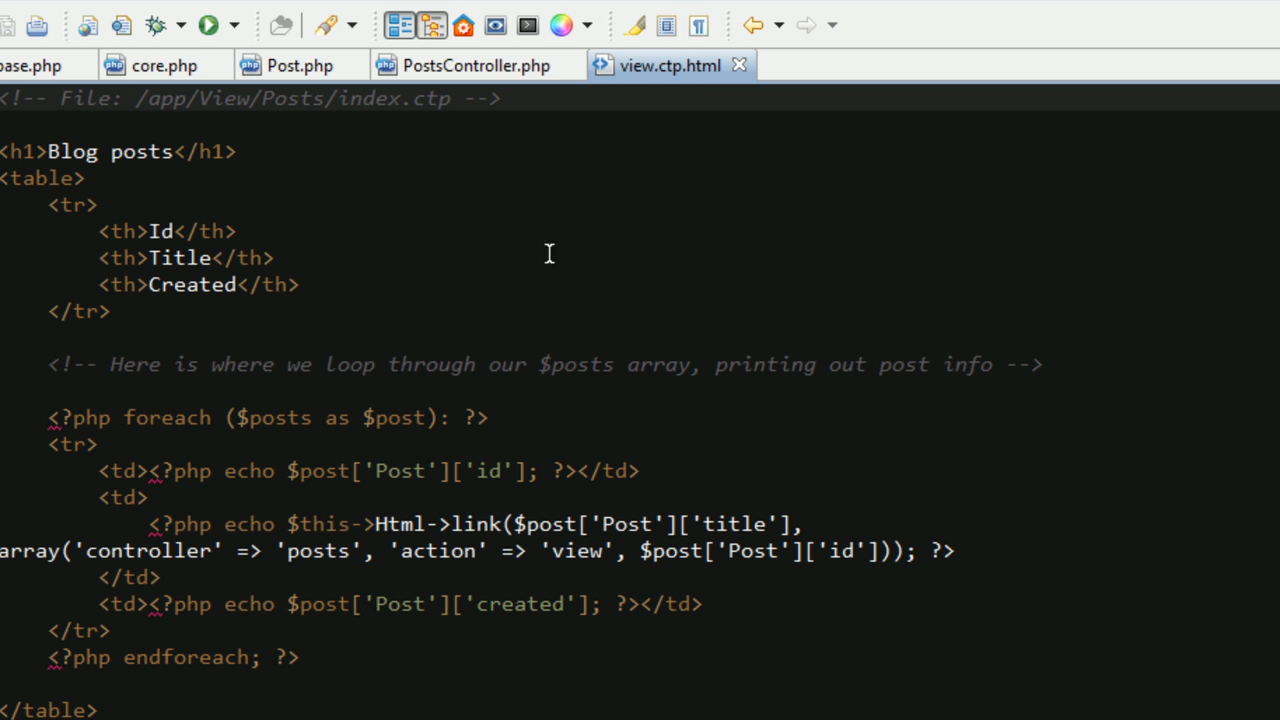 base.php core.php Post.php PostsController.php view.ctp.html
<!-- File: /app/View/Posts/index.ctp -->
<h1>Blog posts</h1>
<table>
<tr>
<th>Id</th>
<th>Title</th>
<th>Created</th>
</tr>
<!-- Here is where we loop through our $posts array, printing out post info -->
<?php foreach ($posts as $post): ?>
<tr>
<td><?php echo $post['Post']['id']; ?></td>
<td>
<?php echo $this->Html->link($post['Post']['title'],
array('controller' => 'posts', 'action' => 'view', $post['Post']['id'])); ?>
</td>
<td><?php echo $post['Post']['created']; ?></td>
</tr>
<?php endforeach; ?>
</table>